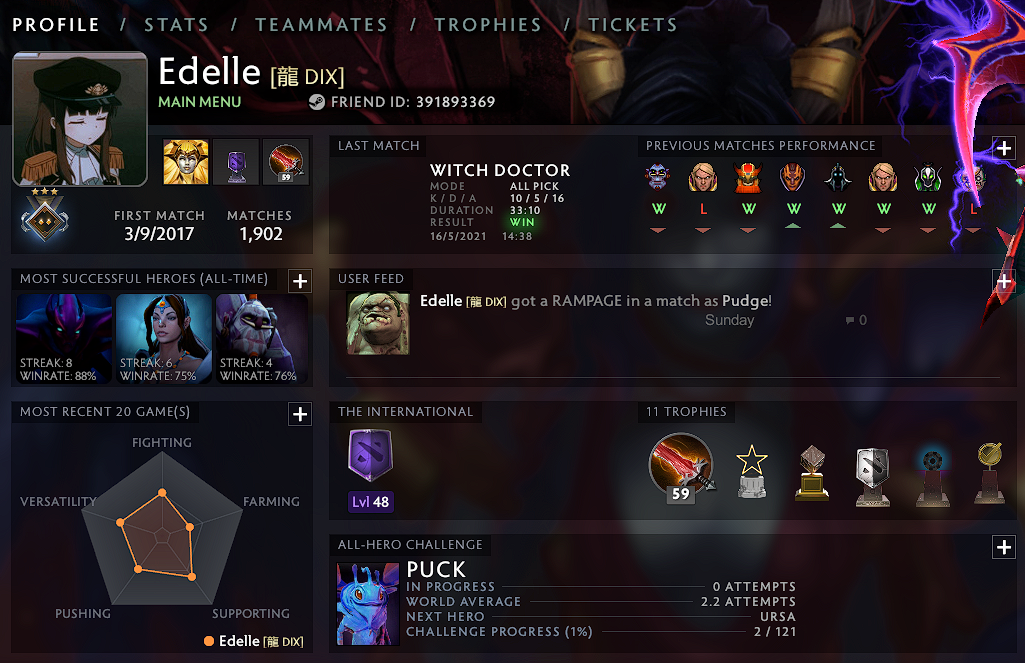 PROFILE / STATS / TEAMMATES / TROPHIES / TICKETS
Edelle [龍 DIX]
MAIN MENU
FRIEND ID: 391893369
59
FIRST MATCH
3/9/2017
MATCHES
1,902
LAST MATCH
WITCH DOCTOR
MODE ALL PICK
K / D / A 10 / 5 / 16
DURATION 33:10
RESULT WIN
16/5/2021 14:38
PREVIOUS MATCHES PERFORMANCE
W L W W W W W L
MOST SUCCESSFUL HEROES (ALL-TIME)
STREAK: 8
WINRATE: 88%
STREAK: 6
WINRATE: 75%
STREAK: 4
WINRATE: 76%
USER FEED
Edelle [龍 DIX] got a RAMPAGE in a match as Pudge!
Sunday
0
MOST RECENT 20 GAME(S)
FIGHTING
VERSATILITY
FARMING
PUSHING
SUPPORTING
Edelle [龍 DIX]
THE INTERNATIONAL
Lvl 48
11 TROPHIES
59
ALL-HERO CHALLENGE
PUCK
IN PROGRESS 0 ATTEMPTS
WORLD AVERAGE 2.2 ATTEMPTS
NEXT HERO URSA
CHALLENGE PROGRESS (1%) 2 / 121